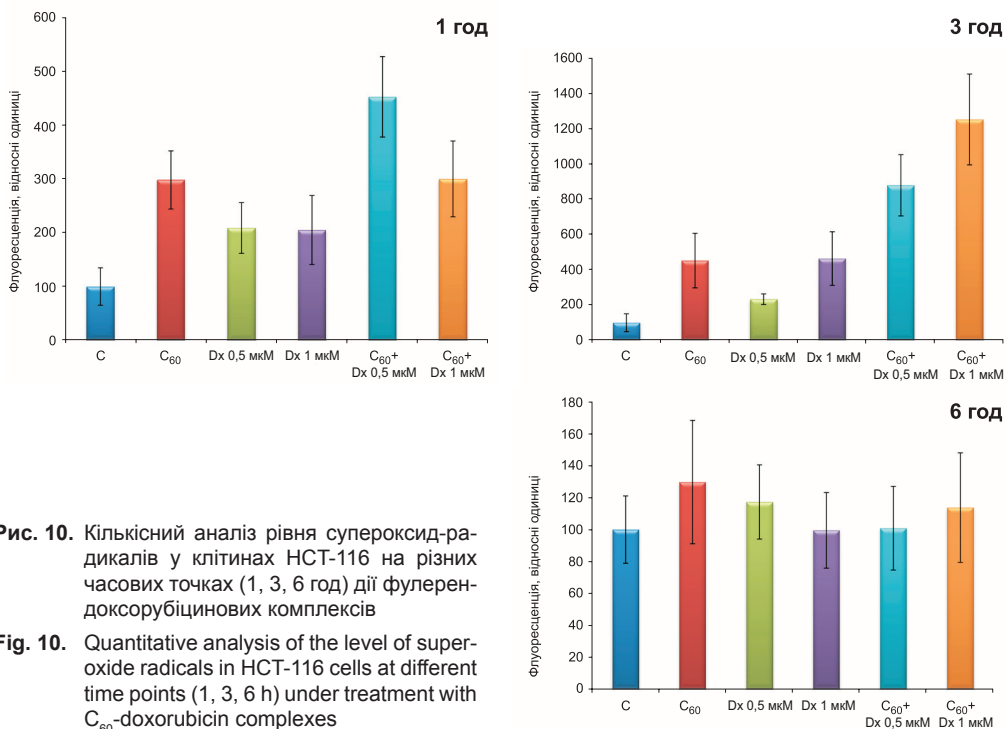 1 год
600
500
400
300
200
100
0
Флуоресценція, відносні одиниці
C C₆₀ Dx 0,5 мкМ Dx 1 мкМ C₆₀+ C₆₀+
Dx 0,5 мкМ Dx 1 мкМ
3 год
1600
1400
1200
1000
800
600
400
200
0
Флуоресценція, відносні одиниці
C C₆₀ Dx 0,5 мкМ Dx 1 мкМ C₆₀+ C₆₀+
Dx 0,5 мкМ Dx 1 мкМ
6 год
180
160
140
120
100
80
60
40
20
0
Флуоресценція, відносні одиниці
C C₆₀ Dx 0,5 мкМ Dx 1 мкМ C₆₀+ C₆₀+
Dx 0,5 мкМ Dx 1 мкМ
Рис. 10. Кількісний аналіз рівня супероксид-ра-
дикалів у клітинах HCT-116 на різних
часових точках (1, 3, 6 год) дії фулерен-
доксорубіцинових комплексів
Fig. 10. Quantitative analysis of the level of super-
oxide radicals in HCT-116 cells at different
time points (1, 3, 6 h) under treatment with
C₆₀-doxorubicin complexes